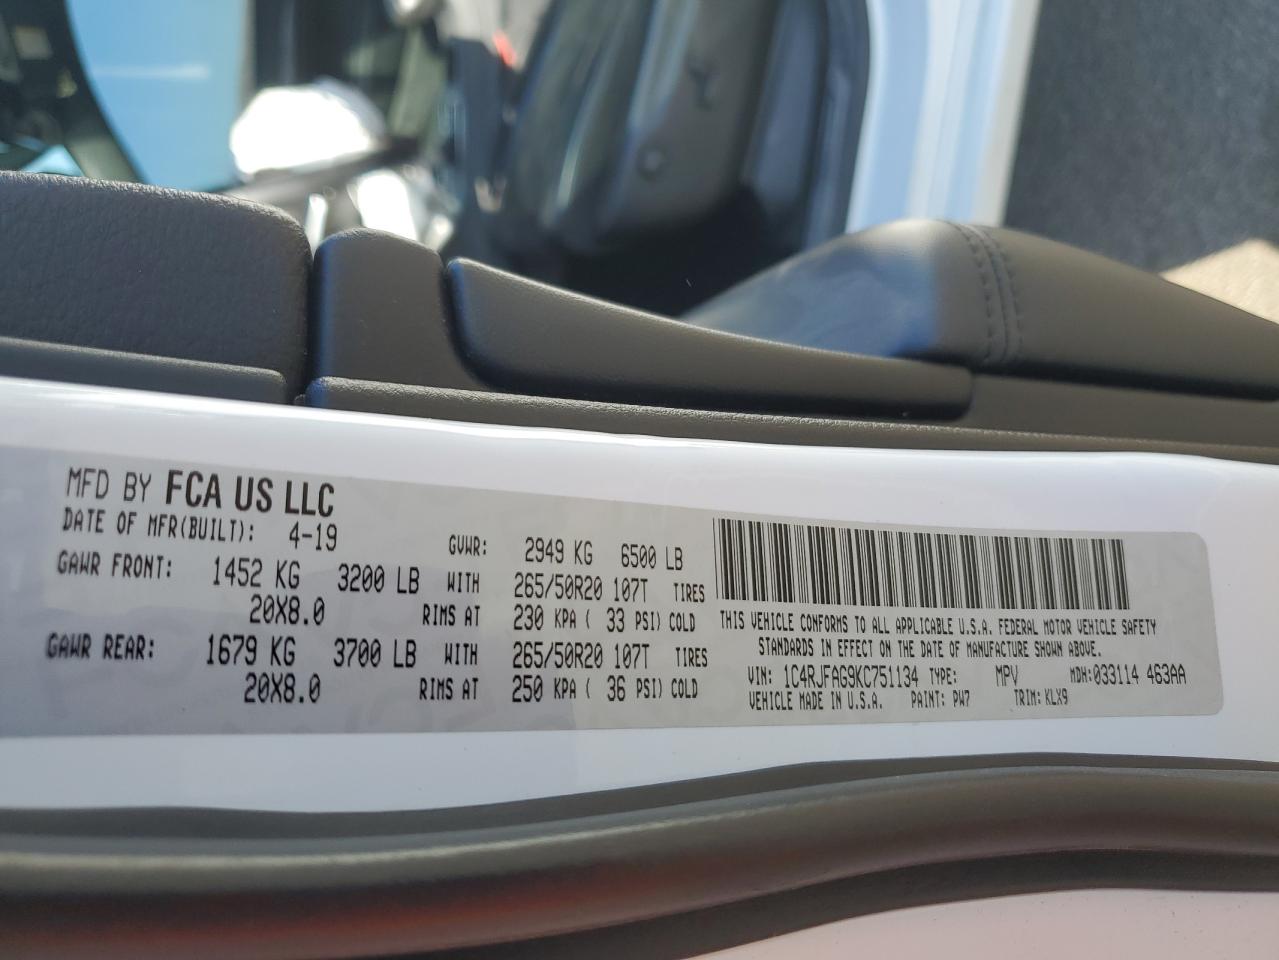 MFD BY FCA US LLC
DATE OF MFR(BUILT): 4-19 GVWR: 2949 KG 6500 LB
GAWR FRONT: 1452 KG 3200 LB WITH 265/50R20 107T TIRES
20X8.0 RIMS AT 230 KPA ( 33 PSI) COLD
GAWR REAR: 1679 KG 3700 LB WITH 265/50R20 107T TIRES
20X8.0 RIMS AT 250 KPA ( 36 PSI) COLD
THIS VEHICLE CONFORMS TO ALL APPLICABLE U.S.A. FEDERAL MOTOR VEHICLE SAFETY
STANDARDS IN EFFECT ON THE DATE OF MANUFACTURE SHOWN ABOVE.
VIN: 1C4RJFAG9KC751134 TYPE: MPV MDH:033114 463AA
VEHICLE MADE IN U.S.A. PAINT: PW7 TRIM: KLX9